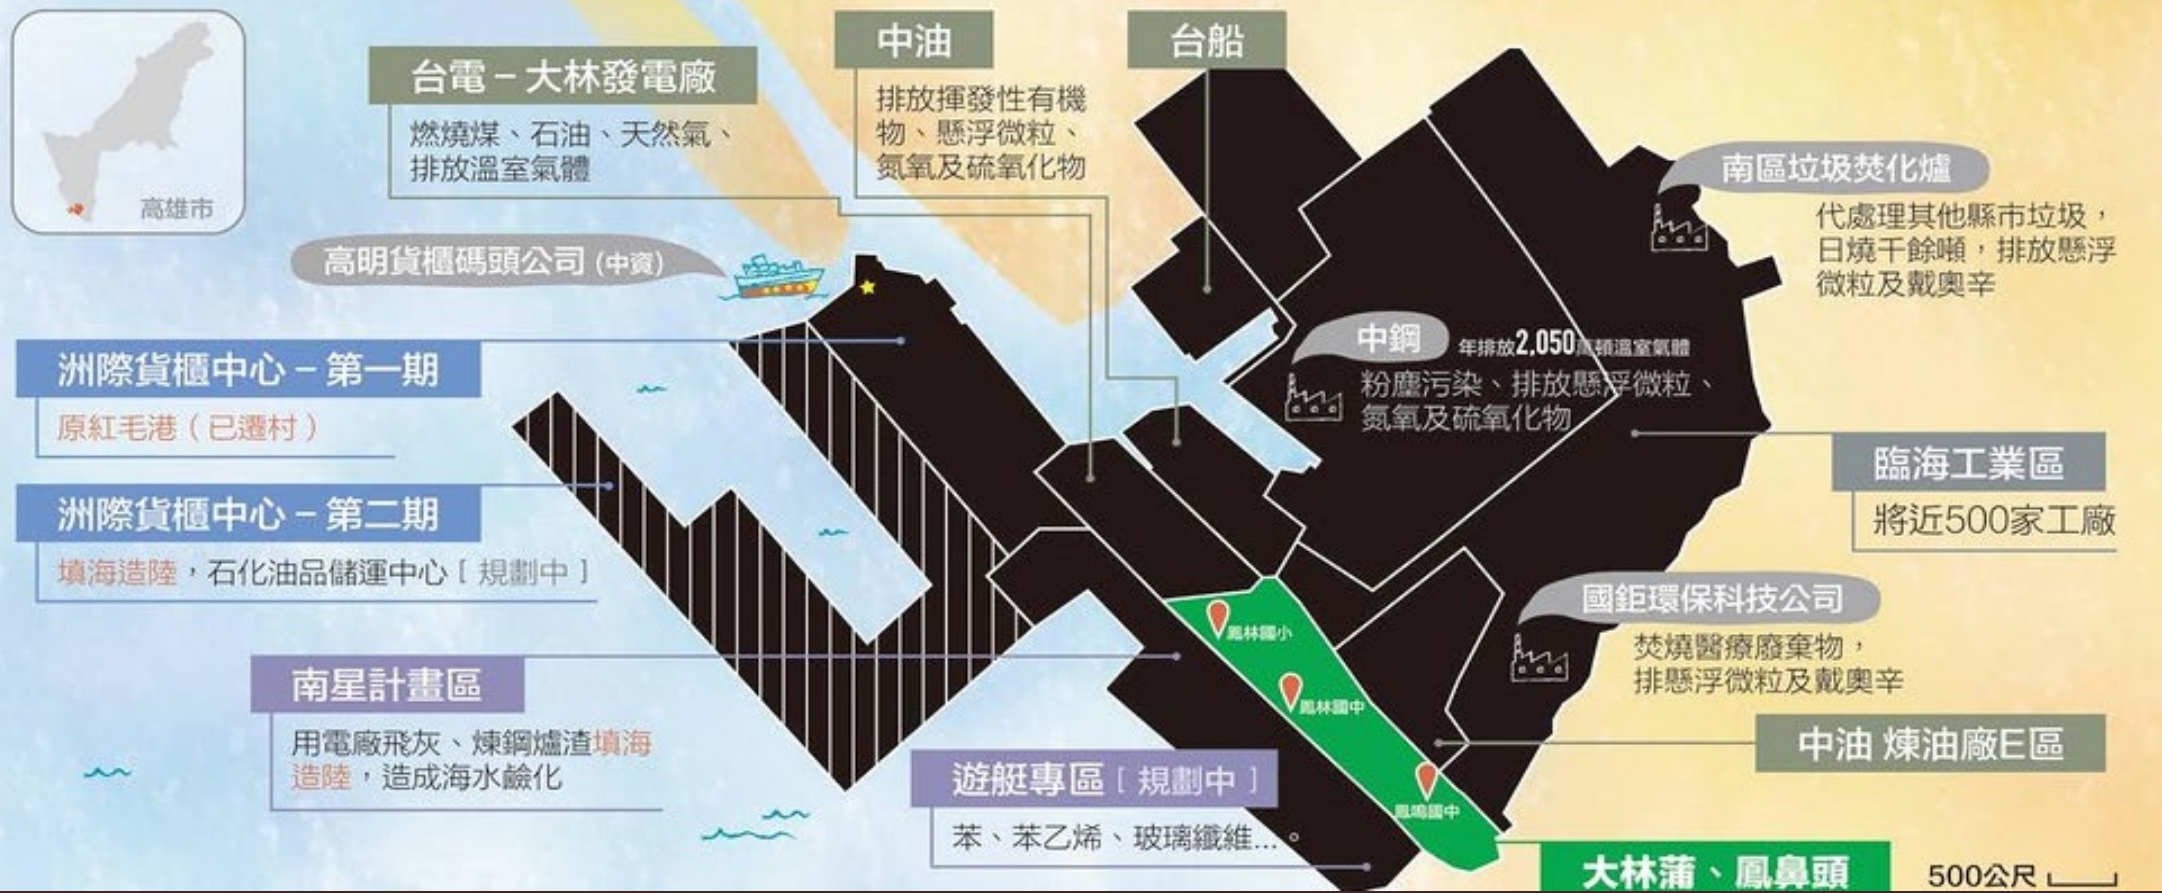 高雄市
台電－大林發電廠
燃燒煤、石油、天然氣、
排放溫室氣體
中油
排放揮發性有機
物、懸浮微粒、
氮氧及硫氧化物
台船
南區垃圾焚化爐
代處理其他縣市垃圾，
日燒千餘噸，排放懸浮
微粒及戴奧辛
高明貨櫃碼頭公司 (中資)
中鋼
年排放2,050萬頓溫室氣體
粉塵污染、排放懸浮微粒、
氮氧及硫氧化物
洲際貨櫃中心－第一期
原紅毛港（已遷村）
臨海工業區
將近500家工廠
洲際貨櫃中心－第二期
填海造陸，石化油品儲運中心［規劃中］
國鉅環保科技公司
焚燒醫療廢棄物，
排懸浮微粒及戴奧辛
鳳林國小
鳳林國中
鳳鳴國中
南星計畫區
用電廠飛灰、煉鋼爐渣填海
造陸，造成海水鹼化
中油 煉油廠E區
遊艇專區［規劃中］
苯、苯乙烯、玻璃纖維...。
大林蒲、鳳鼻頭
500公尺